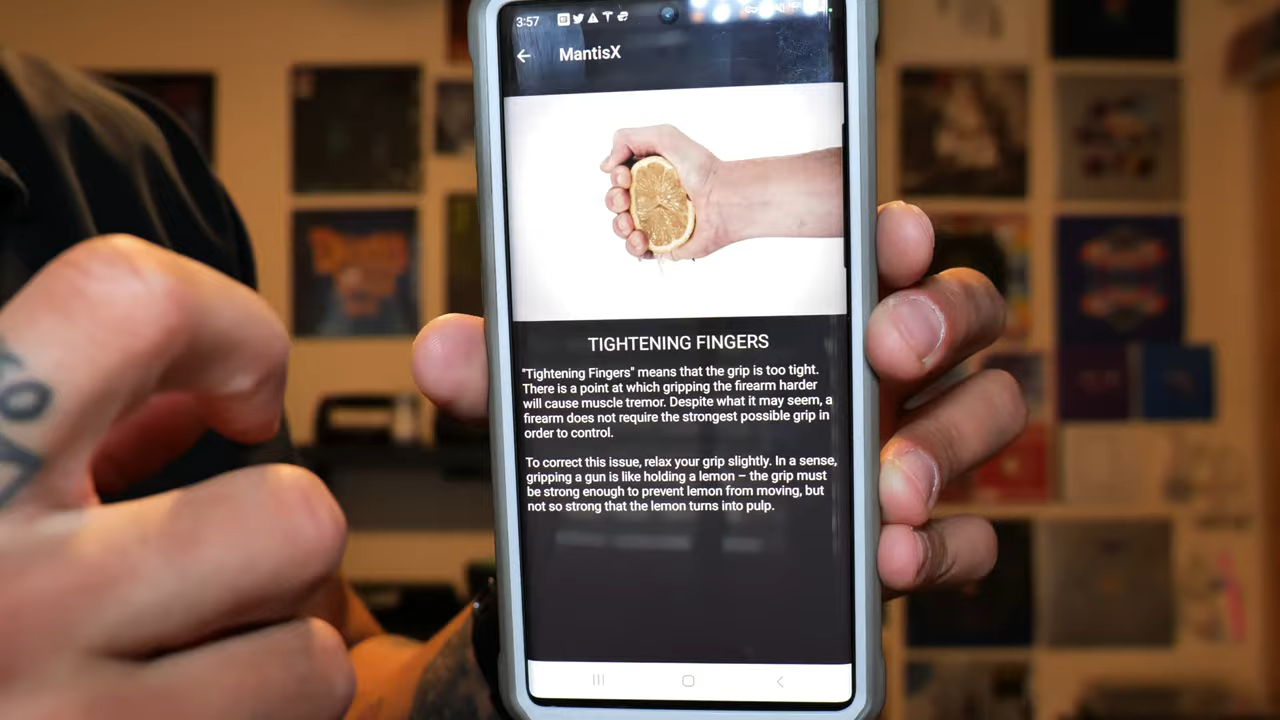 3:57
MantisX
TIGHTENING FINGERS
"Tightening Fingers" means that the grip is too tight.
There is a point at which gripping the firearm harder
will cause muscle tremor. Despite what it may seem, a
firearm does not require the strongest possible grip in
order to control.
To correct this issue, relax your grip slightly. In a sense,
gripping a gun is like holding a lemon – the grip must
be strong enough to prevent lemon from moving, but
not so strong that the lemon turns into pulp.